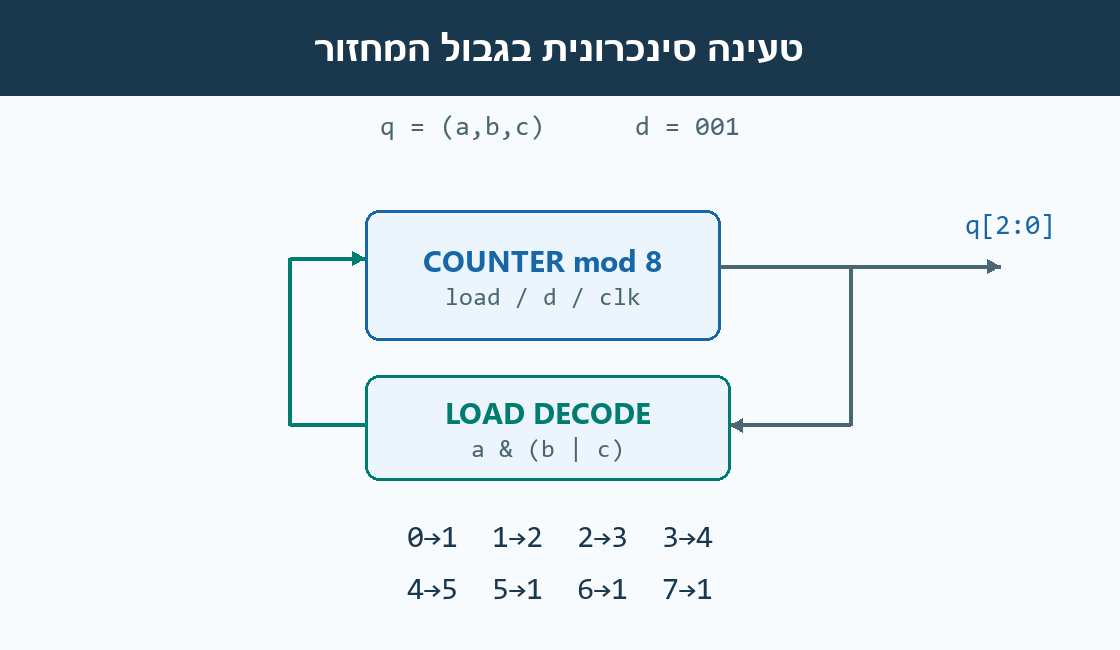 טעינה סינכרונית בגבול המחזור
q = (a,b,c) d = 001
q[2:0]
COUNTER mod 8
load / d / clk
LOAD DECODE
a & (b | c)
0→1 1→2 2→3 3→4
4→5 5→1 6→1 7→1